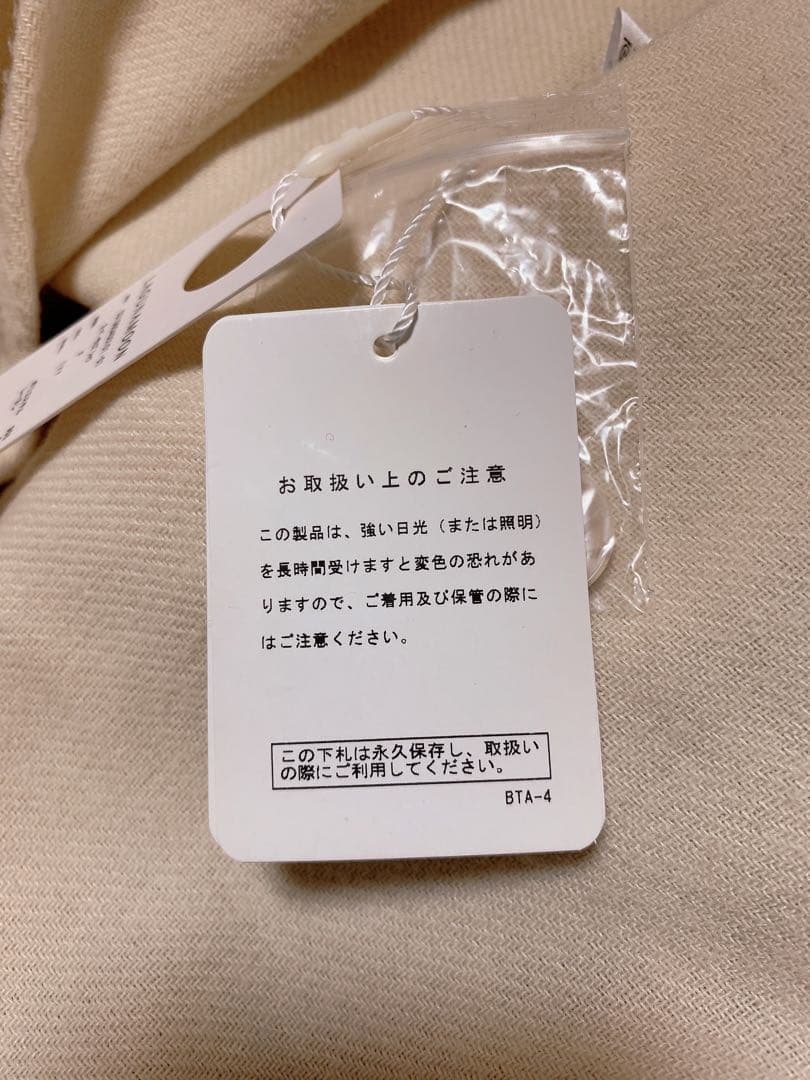 お取扱い上のご注意
この製品は、強い日光（または照明）
を長時間受けますと変色の恐れがあ
りますので、ご着用及び保管の際に
はご注意ください。
この下札は永久保存し、取扱い
の際にご利用してください。
BTA-4